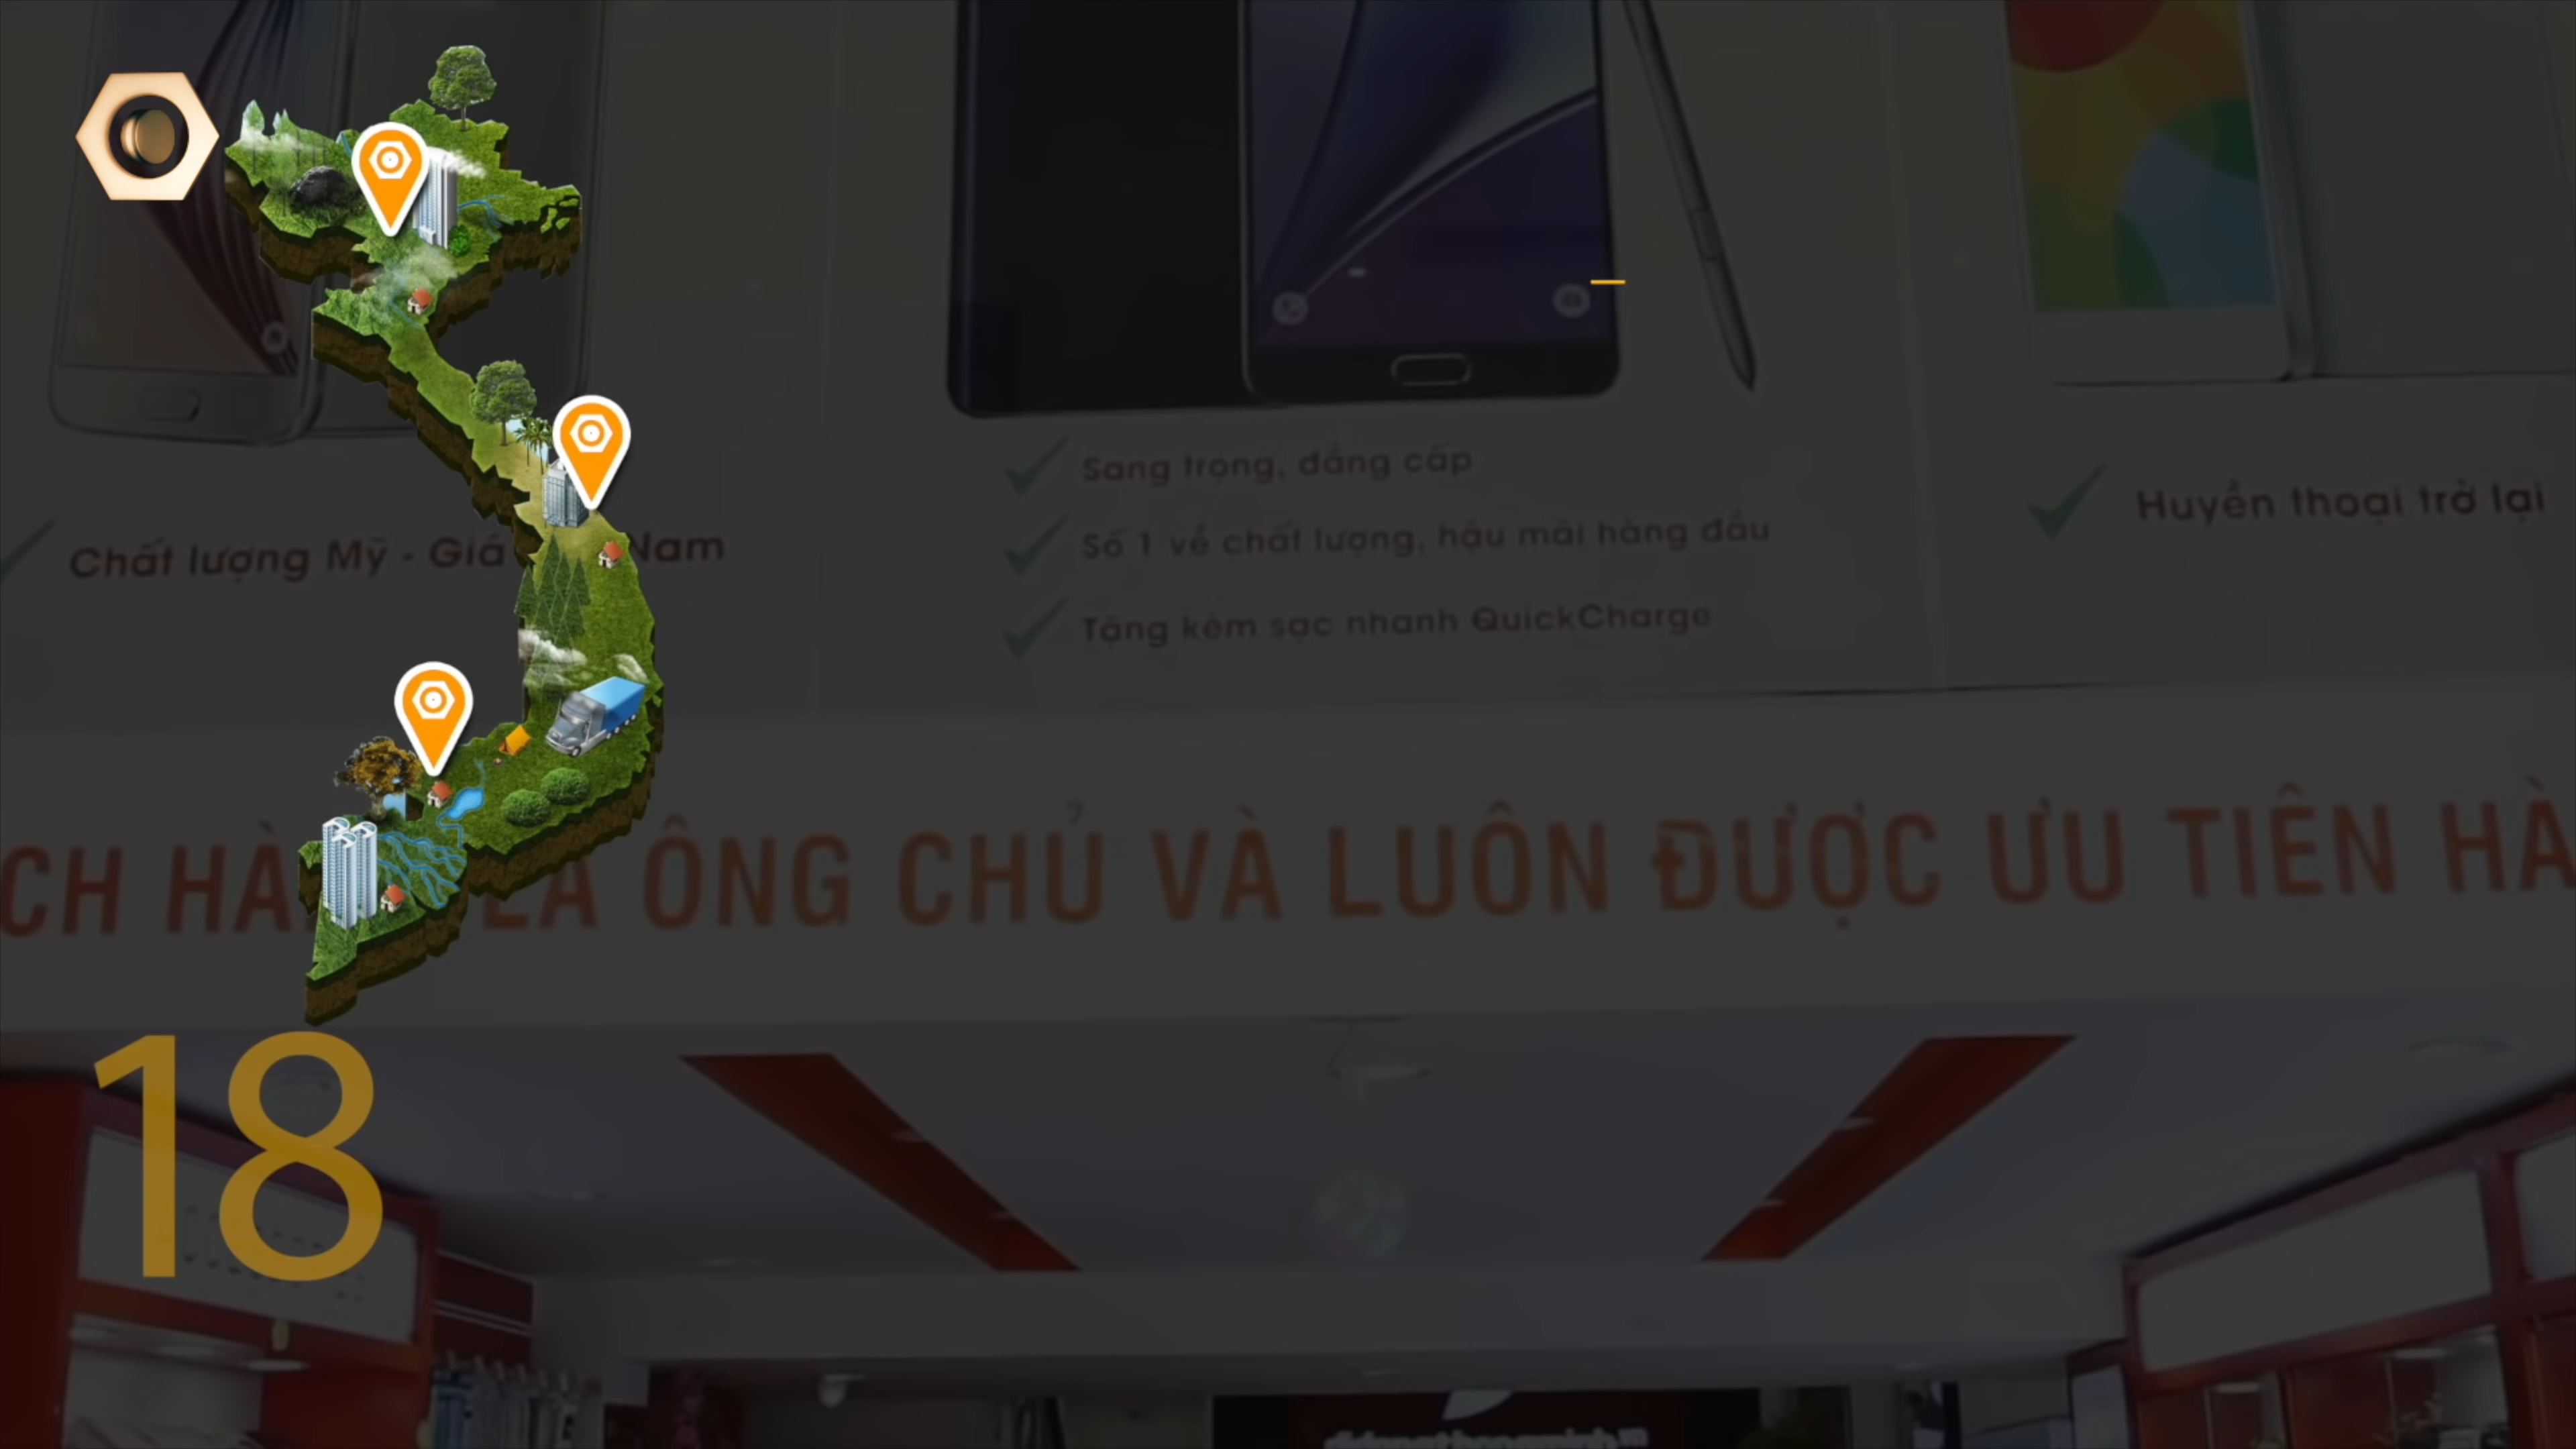 Chất lượng Mỹ - Giá Nam
Sang trọng, đẳng cấp
Số 1 về chất lượng, hậu mãi hàng đầu
Tặng kèm sạc nhanh QuickCharge
Huyền thoại trở lại
CH HÀ LÀ ÔNG CHỦ VÀ LUÔN ĐƯỢC ƯU TIÊN HÀ
18